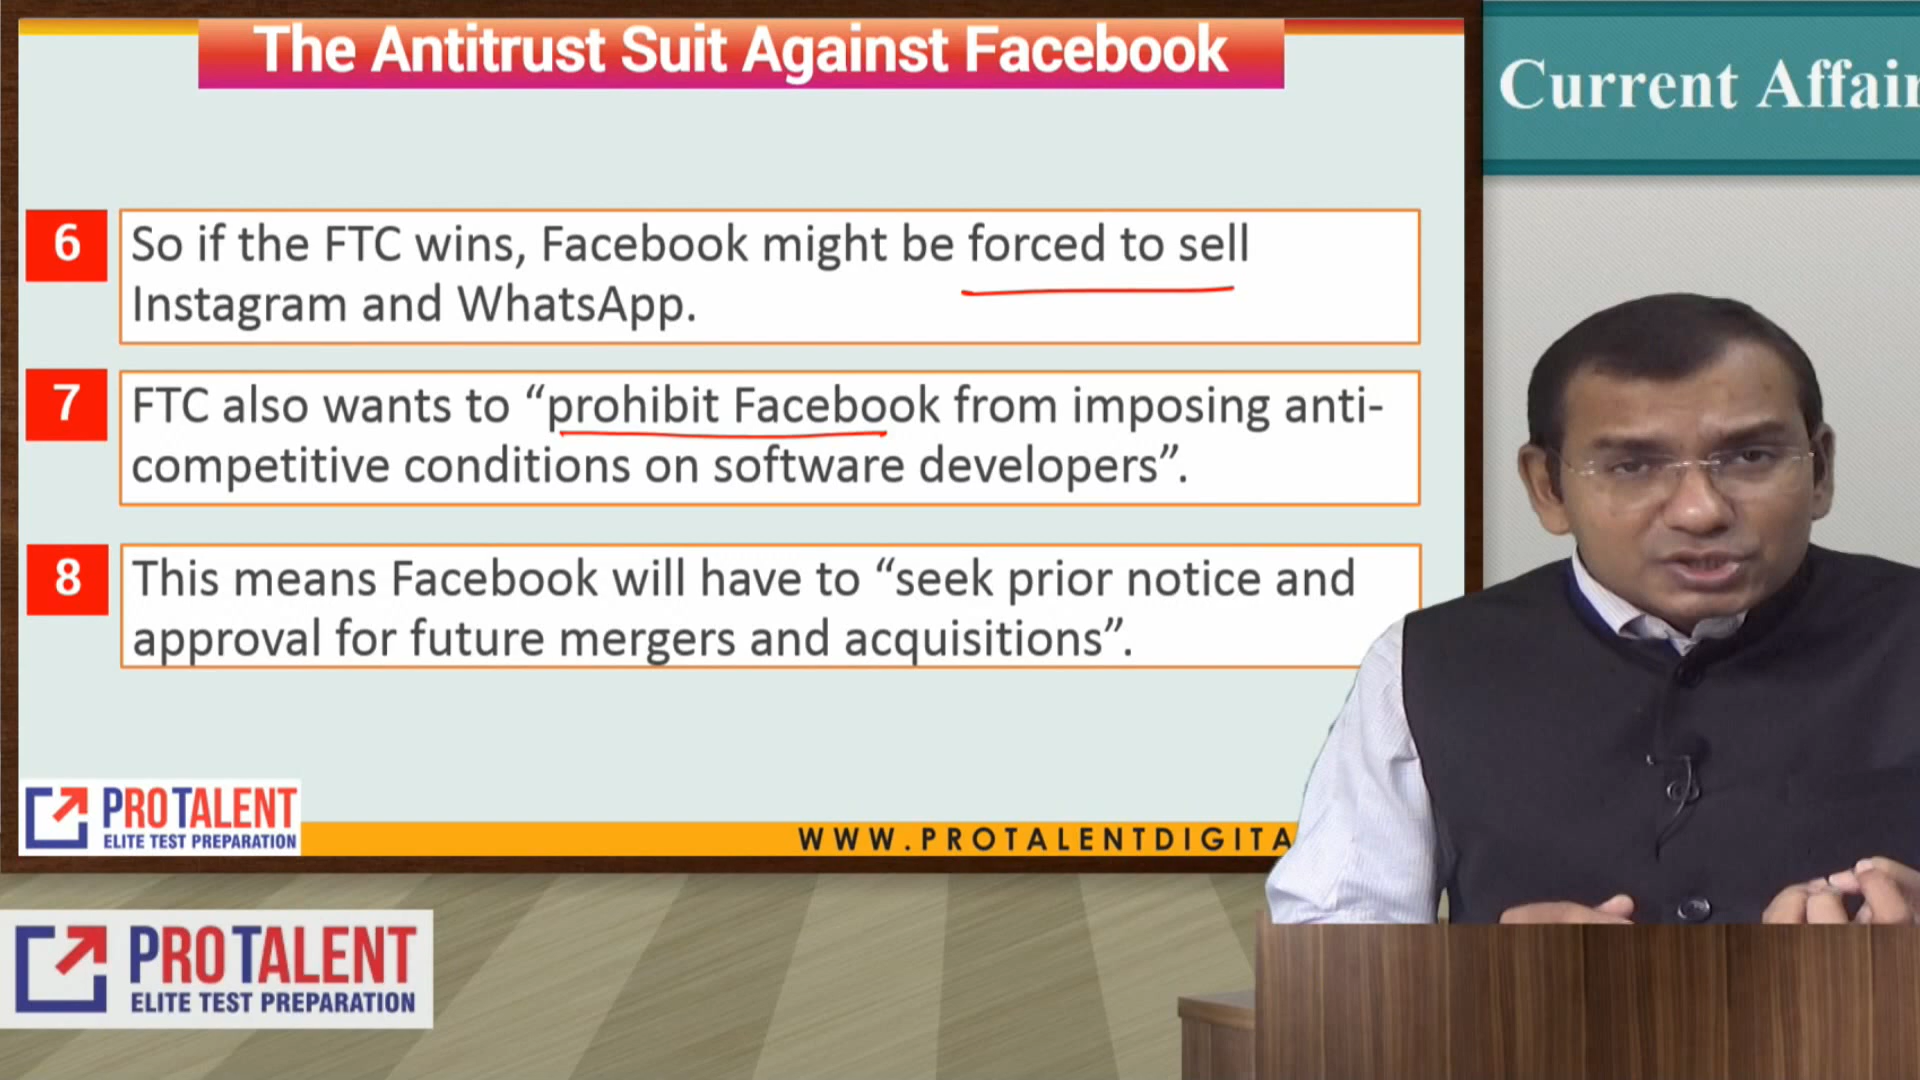 The Antitrust Suit Against Facebook
Current Affair
6
So if the FTC wins, Facebook might be forced to sell
Instagram and WhatsApp.
7
FTC also wants to “prohibit Facebook from imposing anti-
competitive conditions on software developers”.
8
This means Facebook will have to “seek prior notice and
approval for future mergers and acquisitions”.
PROTALENT
ELITE TEST PREPARATION
WWW.PROTALENTDIGITA
PROTALENT
ELITE TEST PREPARATION